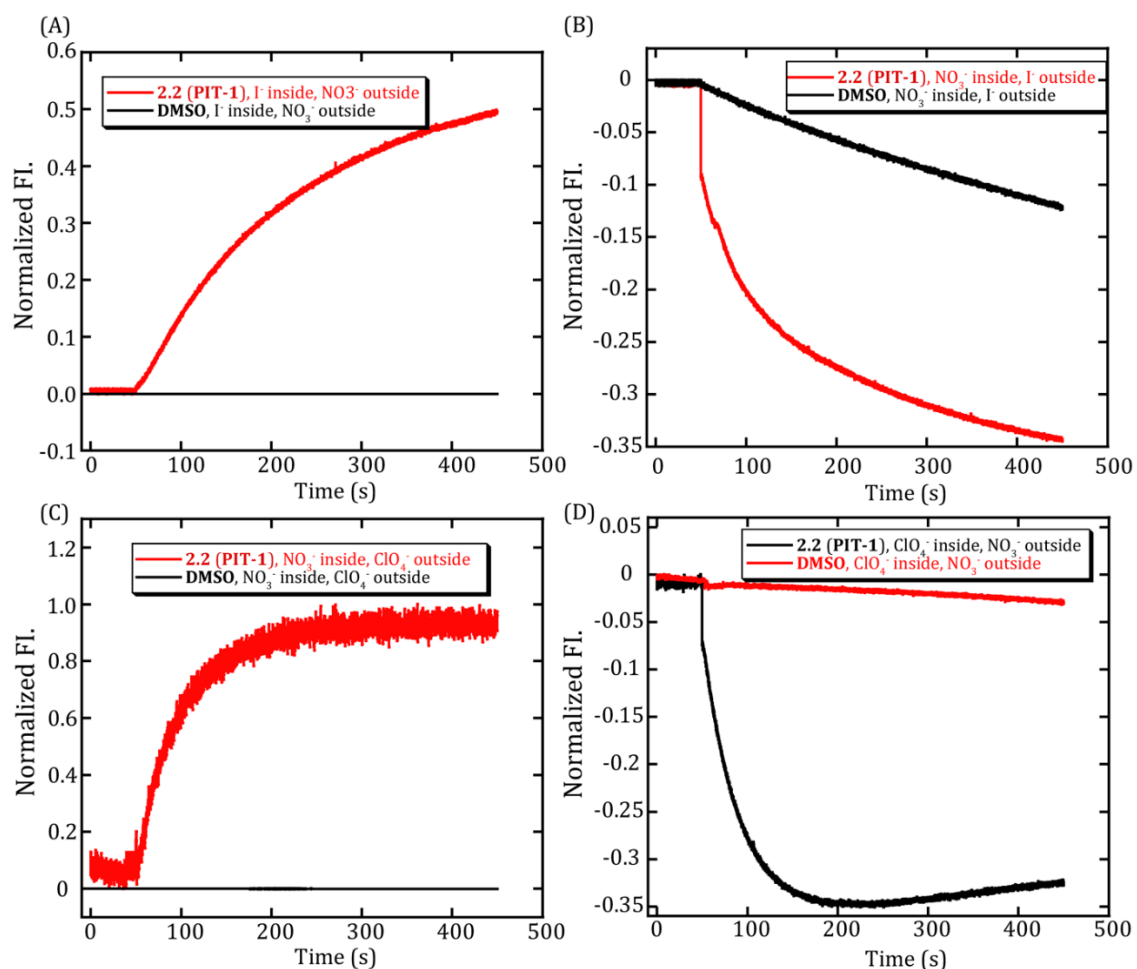 (A)
0.6
0.5
0.4
0.3
0.2
0.1
0.0
-0.1
Normalized FI.
2.2 (PIT-1), I⁻ inside, NO3⁻ outside
DMSO, I⁻ inside, NO₃⁻ outside
0 100 200 300 400 500
Time (s)
(B)
0
-0.05
-0.1
-0.15
-0.2
-0.25
-0.3
-0.35
Normalized FI.
2.2 (PIT-1), NO₃⁻ inside, I⁻ outside
DMSO, NO₃⁻ inside, I⁻ outside
0 100 200 300 400 500
Time (s)
(C)
1.2
1.0
0.8
0.6
0.4
0.2
0
Normalized FI.
2.2 (PIT-1), NO₃⁻ inside, ClO₄⁻ outside
DMSO, NO₃⁻ inside, ClO₄⁻ outside
0 100 200 300 400 500
Time (s)
(D)
0.05
0
-0.05
-0.1
-0.15
-0.2
-0.25
-0.3
-0.35
Normalized FI.
2.2 (PIT-1), ClO₄⁻ inside, NO₃⁻ outside
DMSO, ClO₄⁻ inside, NO₃⁻ outside
0 100 200 300 400 500
Time (s)